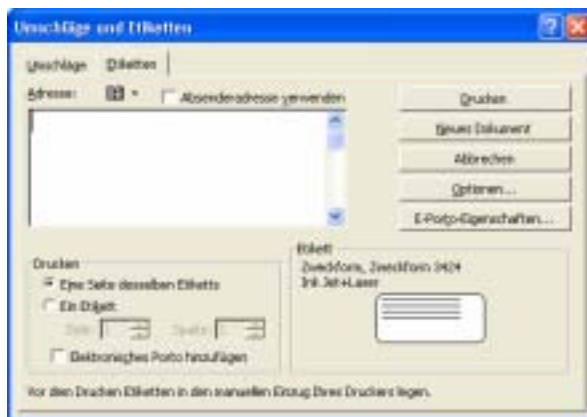 Umschläge und Etiketten
Umschläge Etiketten
Adresse: Absenderadresse verwenden
Drucken
Neues Dokument
Abbrechen
Optionen...
E-Porto-Eigenschaften...
Drucken
Eine Seite desselben Etiketts
Ein Etikett
Zeile: Spalte:
Elektronisches Porto hinzufügen
Etikett
Zweckform, Zweckform 3424
Ink Jet+Laser
Vor dem Drucken Etiketten in den manuellen Einzug Ihres Druckers legen.